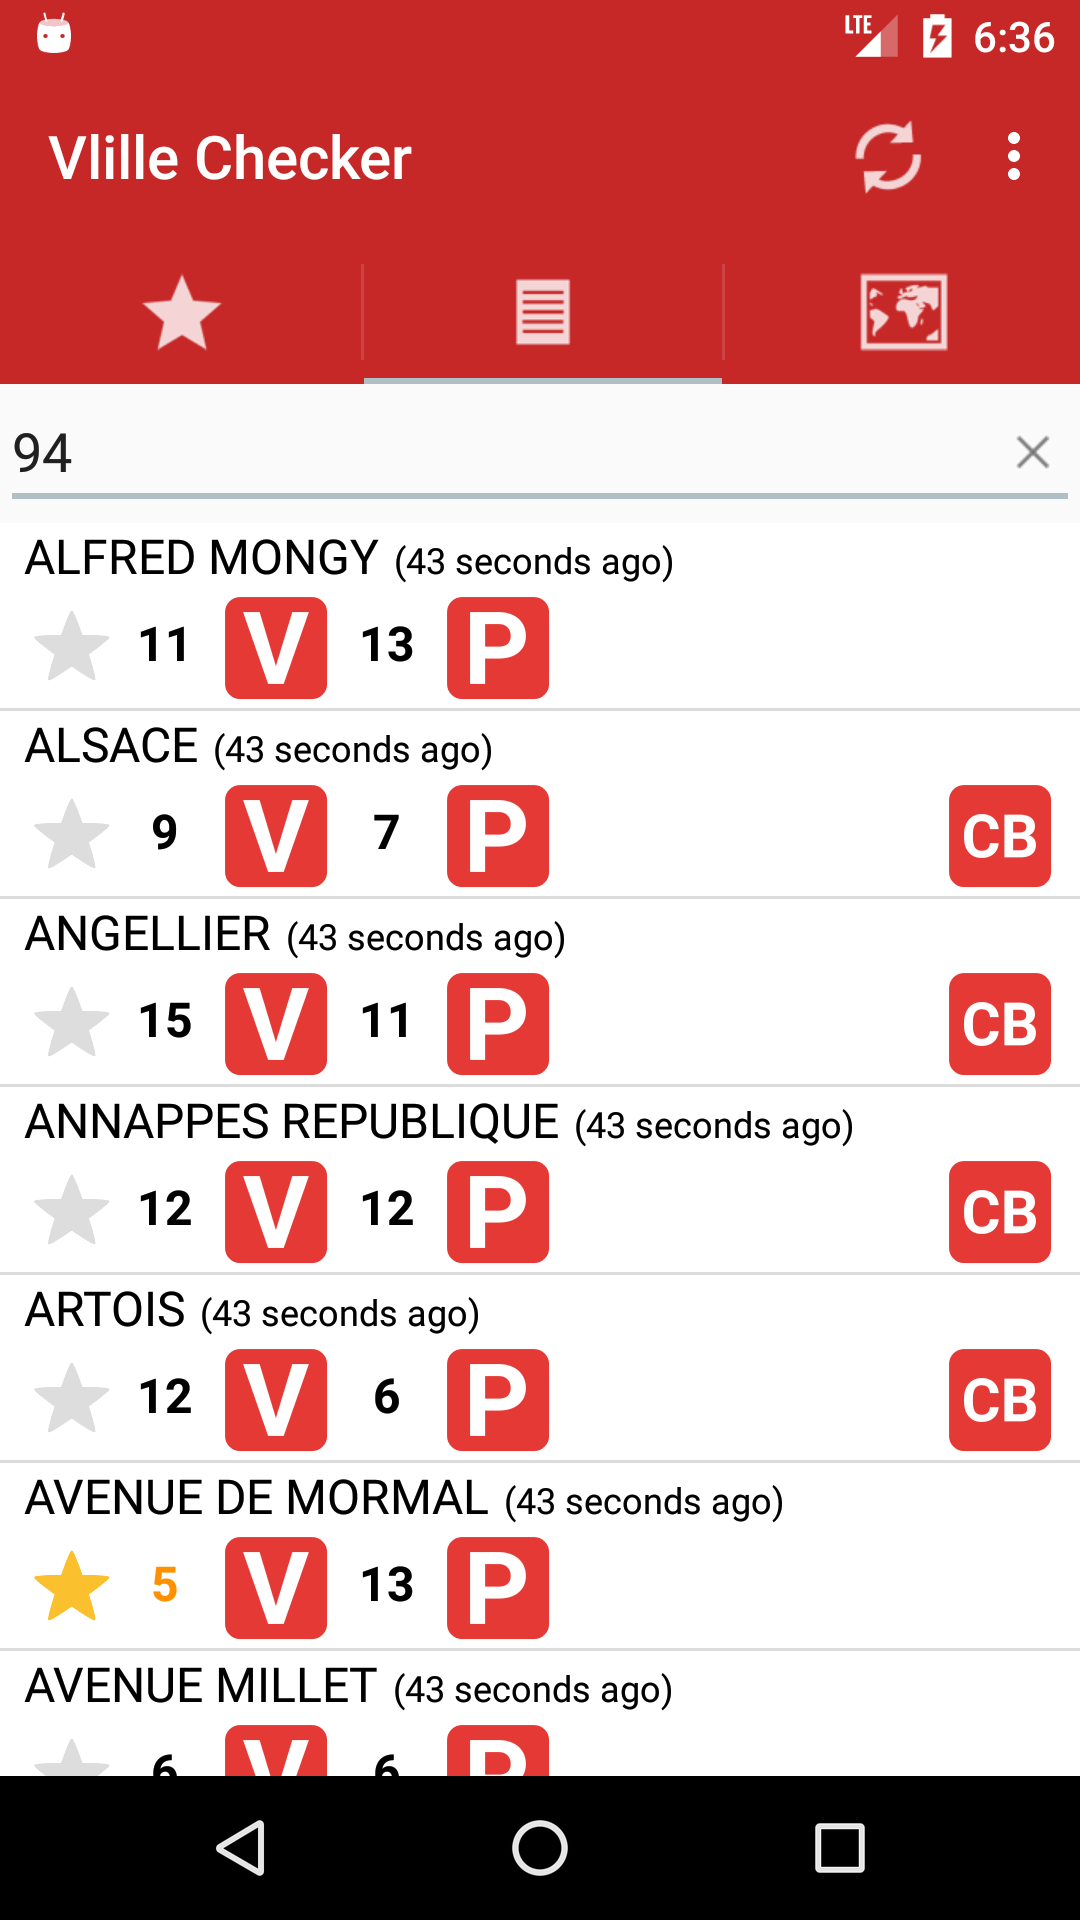 LTE 6:36
Vlille Checker
94
ALFRED MONGY (43 seconds ago)
11 V 13 P
ALSACE (43 seconds ago)
9 V 7 P CB
ANGELLIER (43 seconds ago)
15 V 11 P CB
ANNAPPES REPUBLIQUE (43 seconds ago)
12 V 12 P CB
ARTOIS (43 seconds ago)
12 V 6 P CB
AVENUE DE MORMAL (43 seconds ago)
5 V 13 P
AVENUE MILLET (43 seconds ago)
6 V 6 P